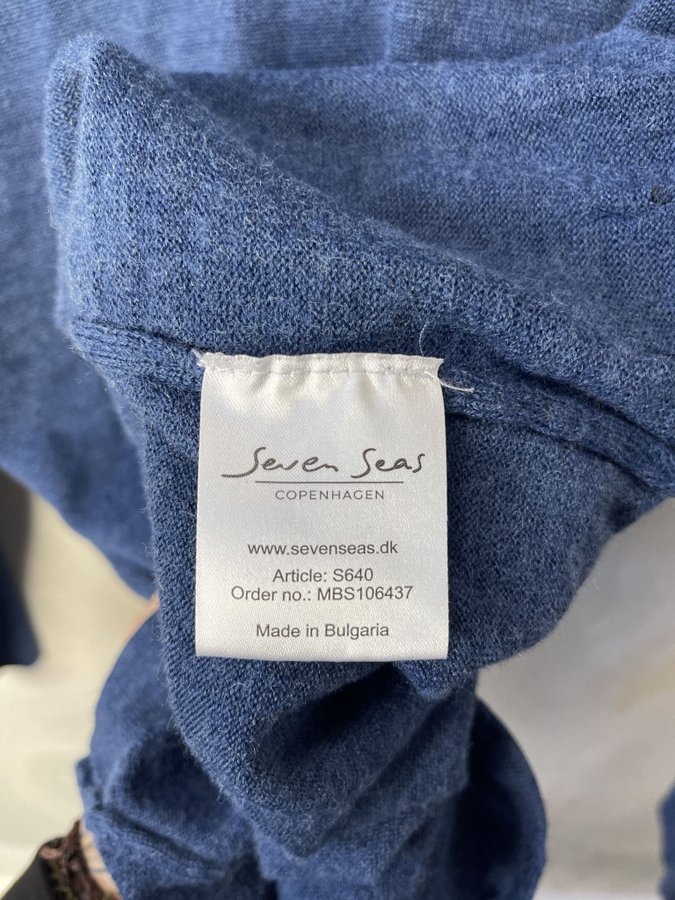 Seven Seas
COPENHAGEN
www.sevenseas.dk
Article: S640
Order no.: MBS106437
Made in Bulgaria